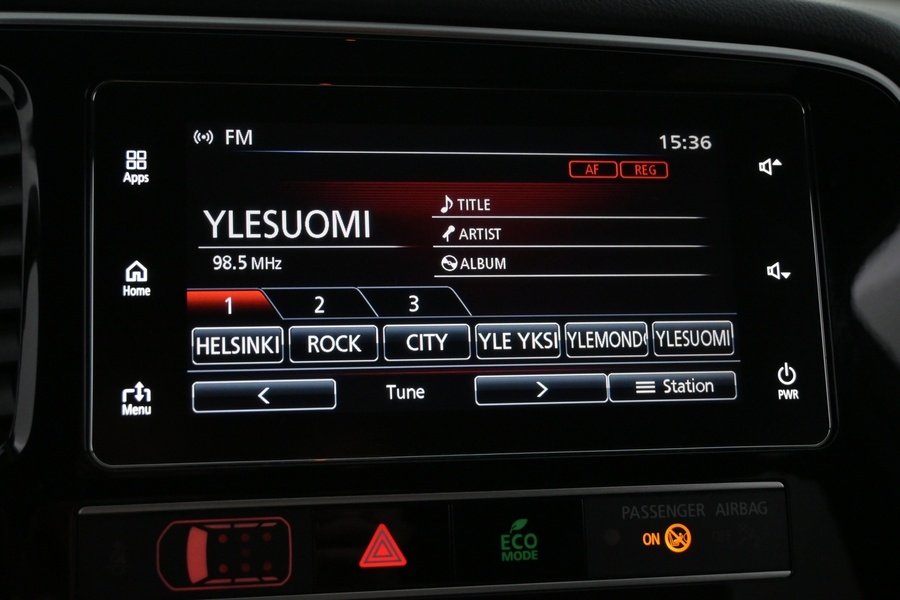 FM
15:36
AF REG
Apps
YLESUOMI
98.5 MHz
TITLE
ARTIST
ALBUM
Home
1 2 3
HELSINKI ROCK CITY YLE YKSI YLEMOND YLESUOMI
< Tune > Station
Menu
PWR
PASSENGER AIRBAG
ECO
MODE
ON